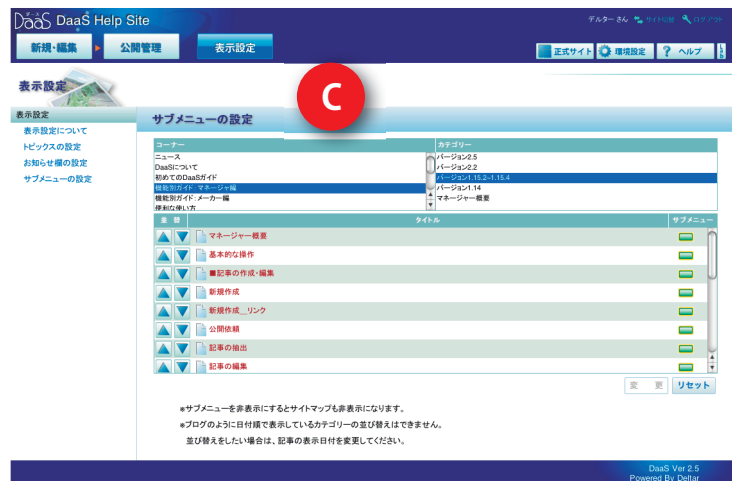 DaaS DaaS Help Site
デルター さん サイト切替 ログアウト
新規・編集 公開管理 表示設定
正式サイト 環境設定 ? ヘルプ
表示設定
C
表示設定
表示設定について
トピックスの設定
お知らせ欄の設定
サブメニューの設定
サブメニューの設定
コーナー
ニュース
DaaSについて
初めてのDaaSガイド
機能別ガイド:マネージャ編
機能別ガイド:メーカー編
便利な使い方
カテゴリー
バージョン2.5
バージョン2.2
バージョン1.15.2~1.15.4
バージョン1.14
マネージャー概要
並 替 タイトル サブメニュー
マネージャー概要
基本的な操作
■記事の作成・編集
新規作成
新規作成__リンク
公開依頼
記事の抽出
記事の編集
変 更 リセット
※サブメニューを非表示にするとサイトマップも非表示になります。
※ブログのように日付順で表示しているカテゴリーの並び替えはできません。
並び替えをしたい場合は、記事の表示日付を変更してください。
DaaS Ver 2.5
Powered By Deltar